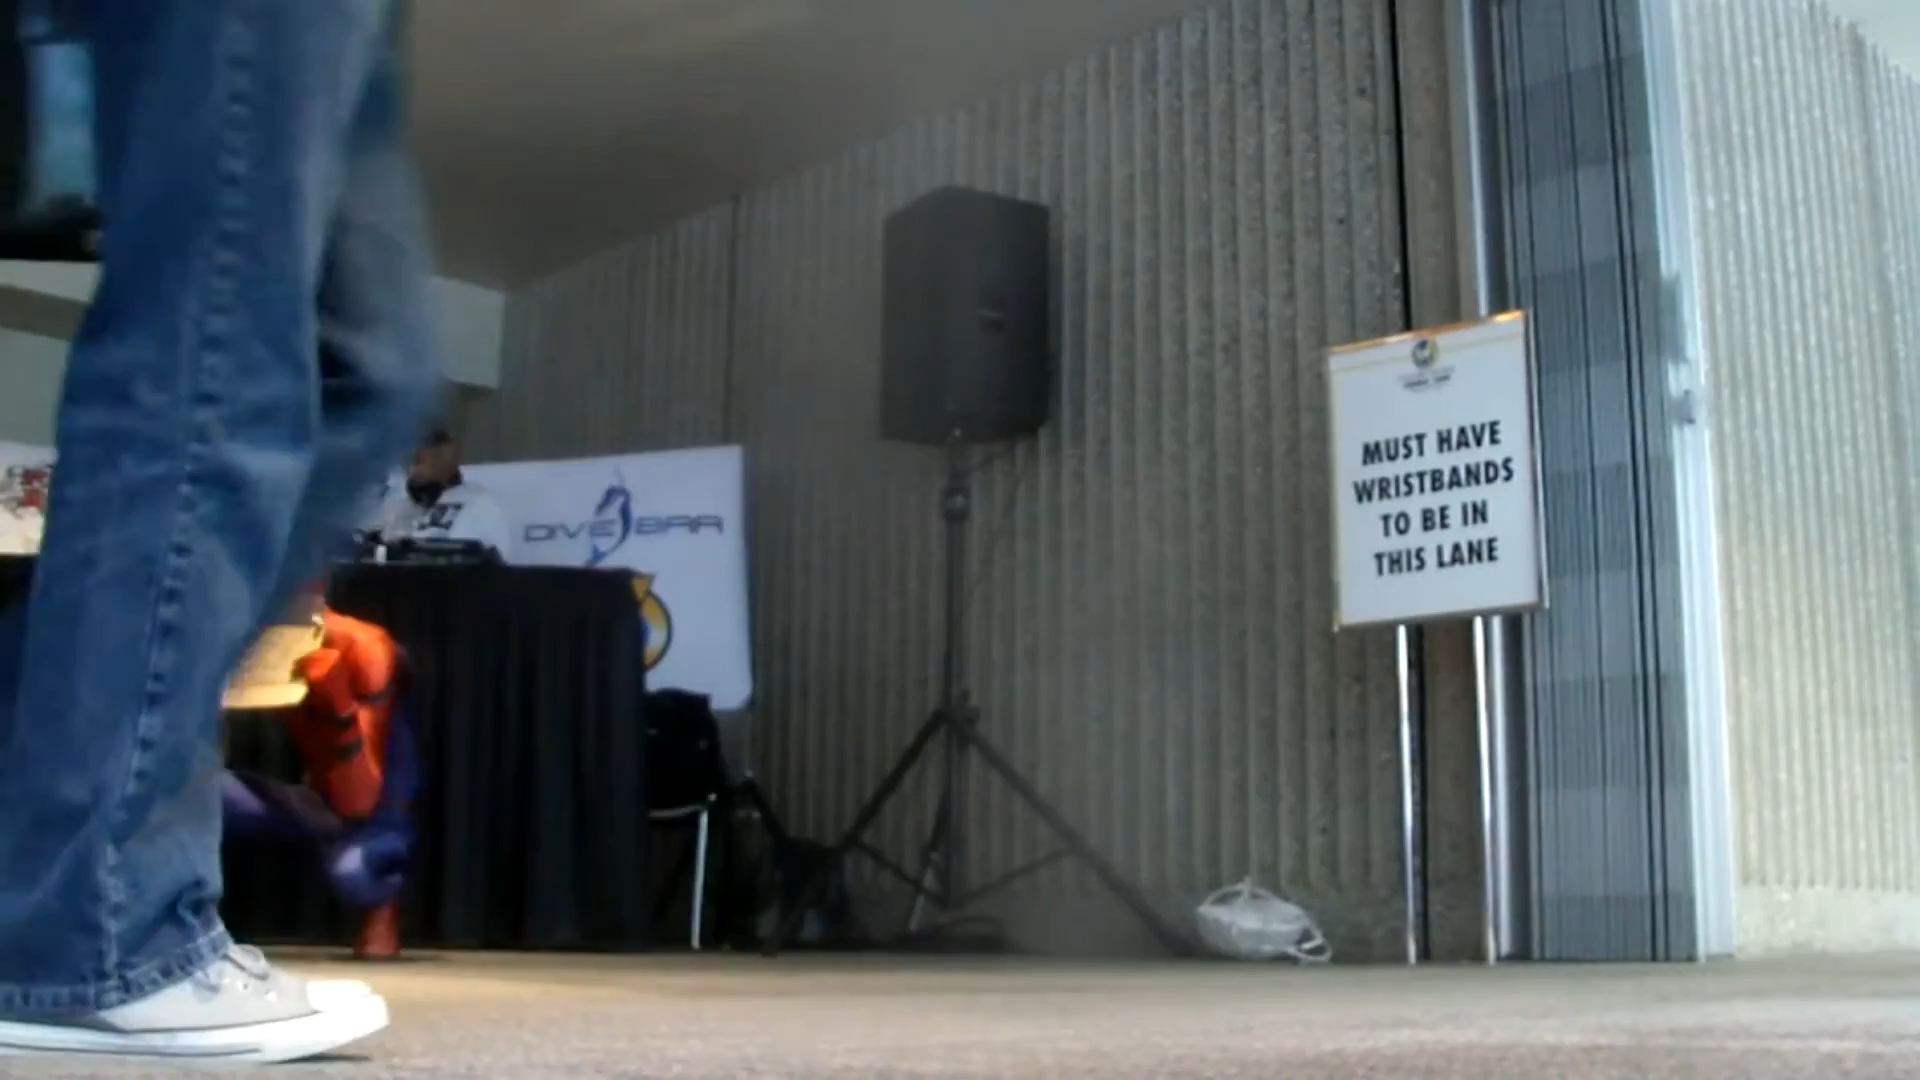 DIVE BAR
MUST HAVE
WRISTBANDS
TO BE IN
THIS LANE